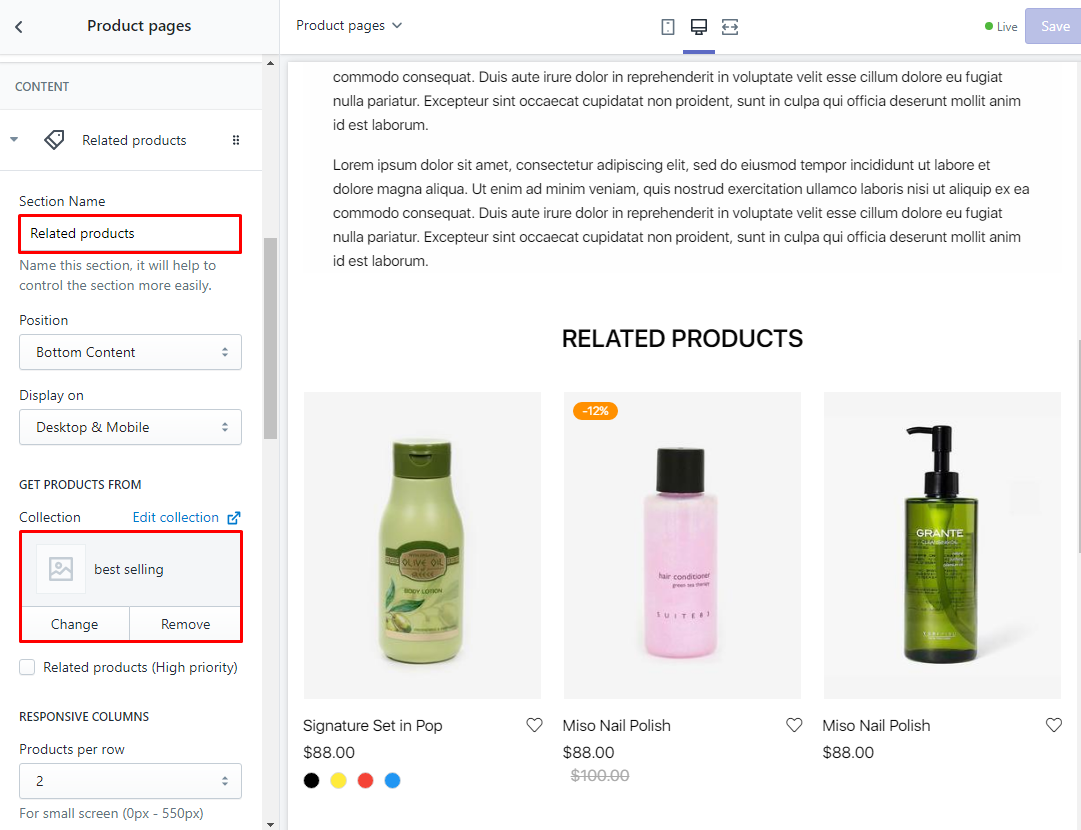 Product pages
CONTENT
Related products
Section Name
Related products
Name this section, it will help to
control the section more easily.
Position
Bottom Content
Display on
Desktop & Mobile
GET PRODUCTS FROM
Collection Edit collection
best selling
Change Remove
Related products (High priority)
RESPONSIVE COLUMNS
Products per row
2
For small screen (0px - 550px)
Product pages
Live
Save
commodo consequat. Duis aute irure dolor in reprehenderit in voluptate velit esse cillum dolore eu fugiat
nulla pariatur. Excepteur sint occaecat cupidatat non proident, sunt in culpa qui officia deserunt mollit anim
id est laborum.
Lorem ipsum dolor sit amet, consectetur adipiscing elit, sed do eiusmod tempor incididunt ut labore et
dolore magna aliqua. Ut enim ad minim veniam, quis nostrud exercitation ullamco laboris nisi ut aliquip ex ea
commodo consequat. Duis aute irure dolor in reprehenderit in voluptate velit esse cillum dolore eu fugiat
nulla pariatur. Excepteur sint occaecat cupidatat non proident, sunt in culpa qui officia deserunt mollit anim
id est laborum.
RELATED PRODUCTS
OLIVE OIL
GREECE
BODY LOTION
Signature Set in Pop
$88.00
-12%
hair conditioner
green tea therapy
SUITERS
Miso Nail Polish
$88.00
$100.00
GRANTE
CLEANSING OIL
Miso Nail Polish
$88.00